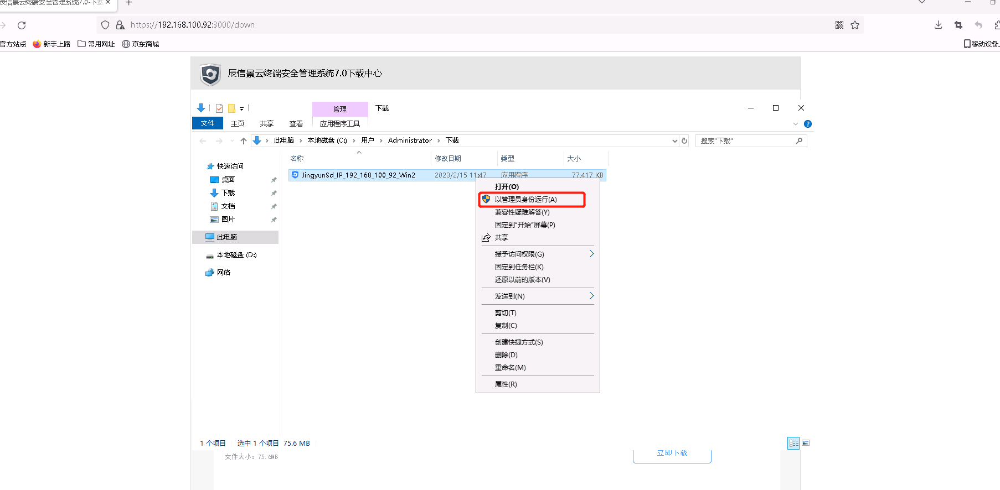 辰信景云终端安全管理系统7.0-下载
https://192.168.100.92:3000/down
官方站点 新手上路 常用网址 京东商城 移动设备上
辰信景云终端安全管理系统7.0下载中心
管理 下载
文件 主页 共享 查看 应用程序工具
此电脑 › 本地磁盘 (C:) › 用户 › Administrator › 下载 搜索"下载"
名称 修改日期 类型 大小
快速访问
JingyunSd_IP_192_168_100_92_Win2 2023/2/15 11:47 应用程序 77,417 KB
桌面
下载
文档
图片
此电脑
本地磁盘 (D:)
网络
打开(O)
以管理员身份运行(A)
兼容性疑难解答(Y)
固定到"开始"屏幕(P)
共享
授予访问权限(G)
固定到任务栏(K)
还原以前的版本(V)
发送到(N)
剪切(T)
复制(C)
创建快捷方式(S)
删除(D)
重命名(M)
属性(R)
1 个项目 选中 1 个项目 75.6 MB
文件大小：75.6MB
立即下载